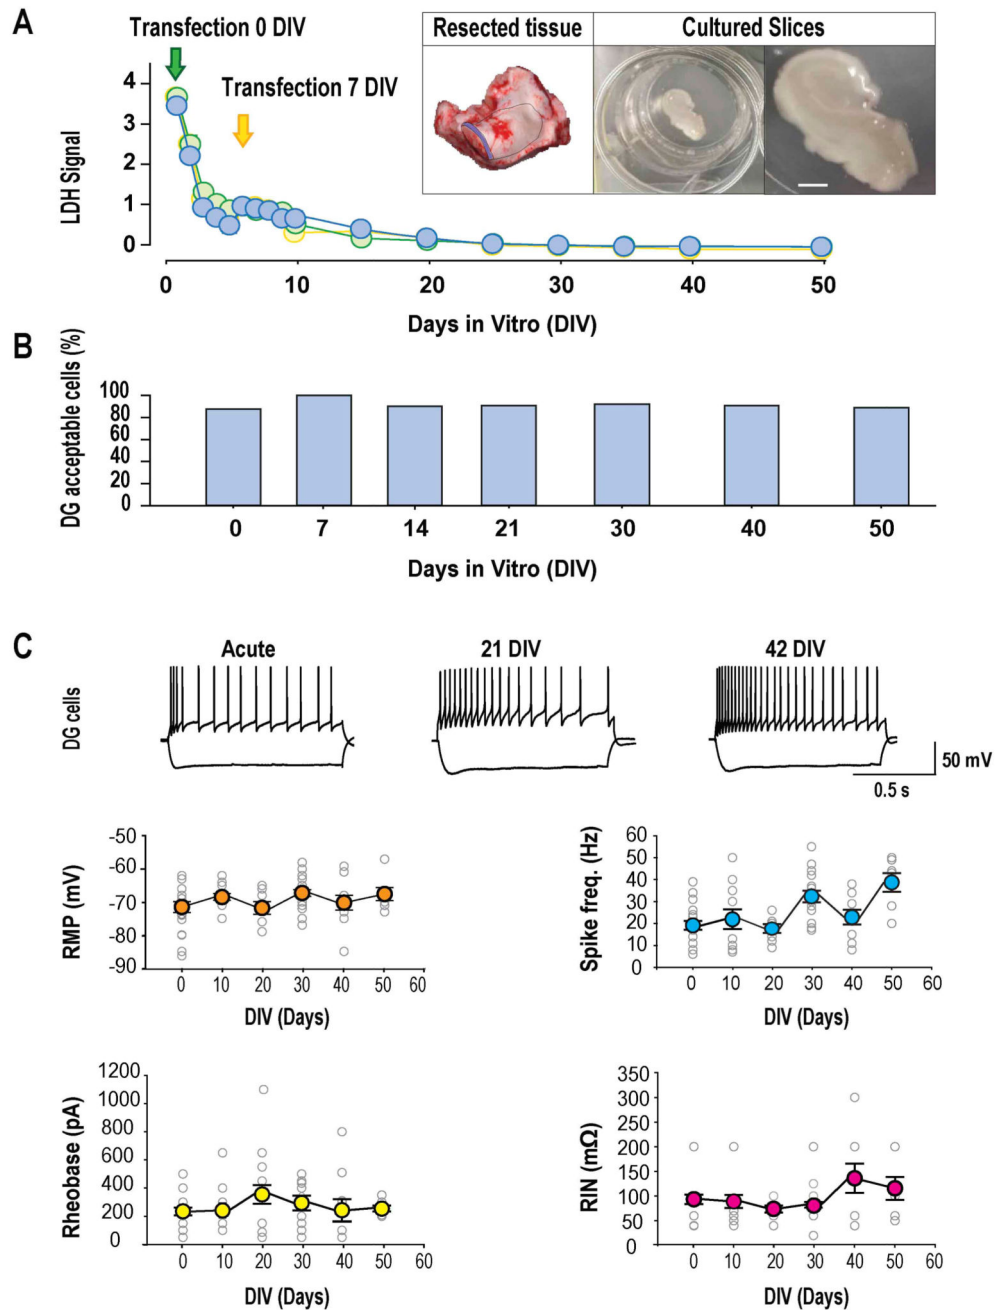 A
Transfection 0 DIV
Transfection 7 DIV
Resected tissue
Cultured Slices
LDH Signal
4
3
2
1
0
0 10 20 30 40 50
Days in Vitro (DIV)
B
DG acceptable cells (%)
100
80
60
40
20
0
0 7 14 21 30 40 50
Days in Vitro (DIV)
C
Acute 21 DIV 42 DIV
DG cells
50 mV
0.5 s
RMP (mV)
-50
-60
-70
-80
-90
0 10 20 30 40 50 60
DIV (Days)
Spike freq. (Hz)
60
50
40
30
20
10
0
0 10 20 30 40 50 60
DIV (Days)
Rheobase (pA)
1200
1000
800
600
400
200
0
0 10 20 30 40 50 60
DIV (Days)
RIN (mΩ)
350
300
250
200
150
100
50
0
0 10 20 30 40 50 60
DIV (Days)